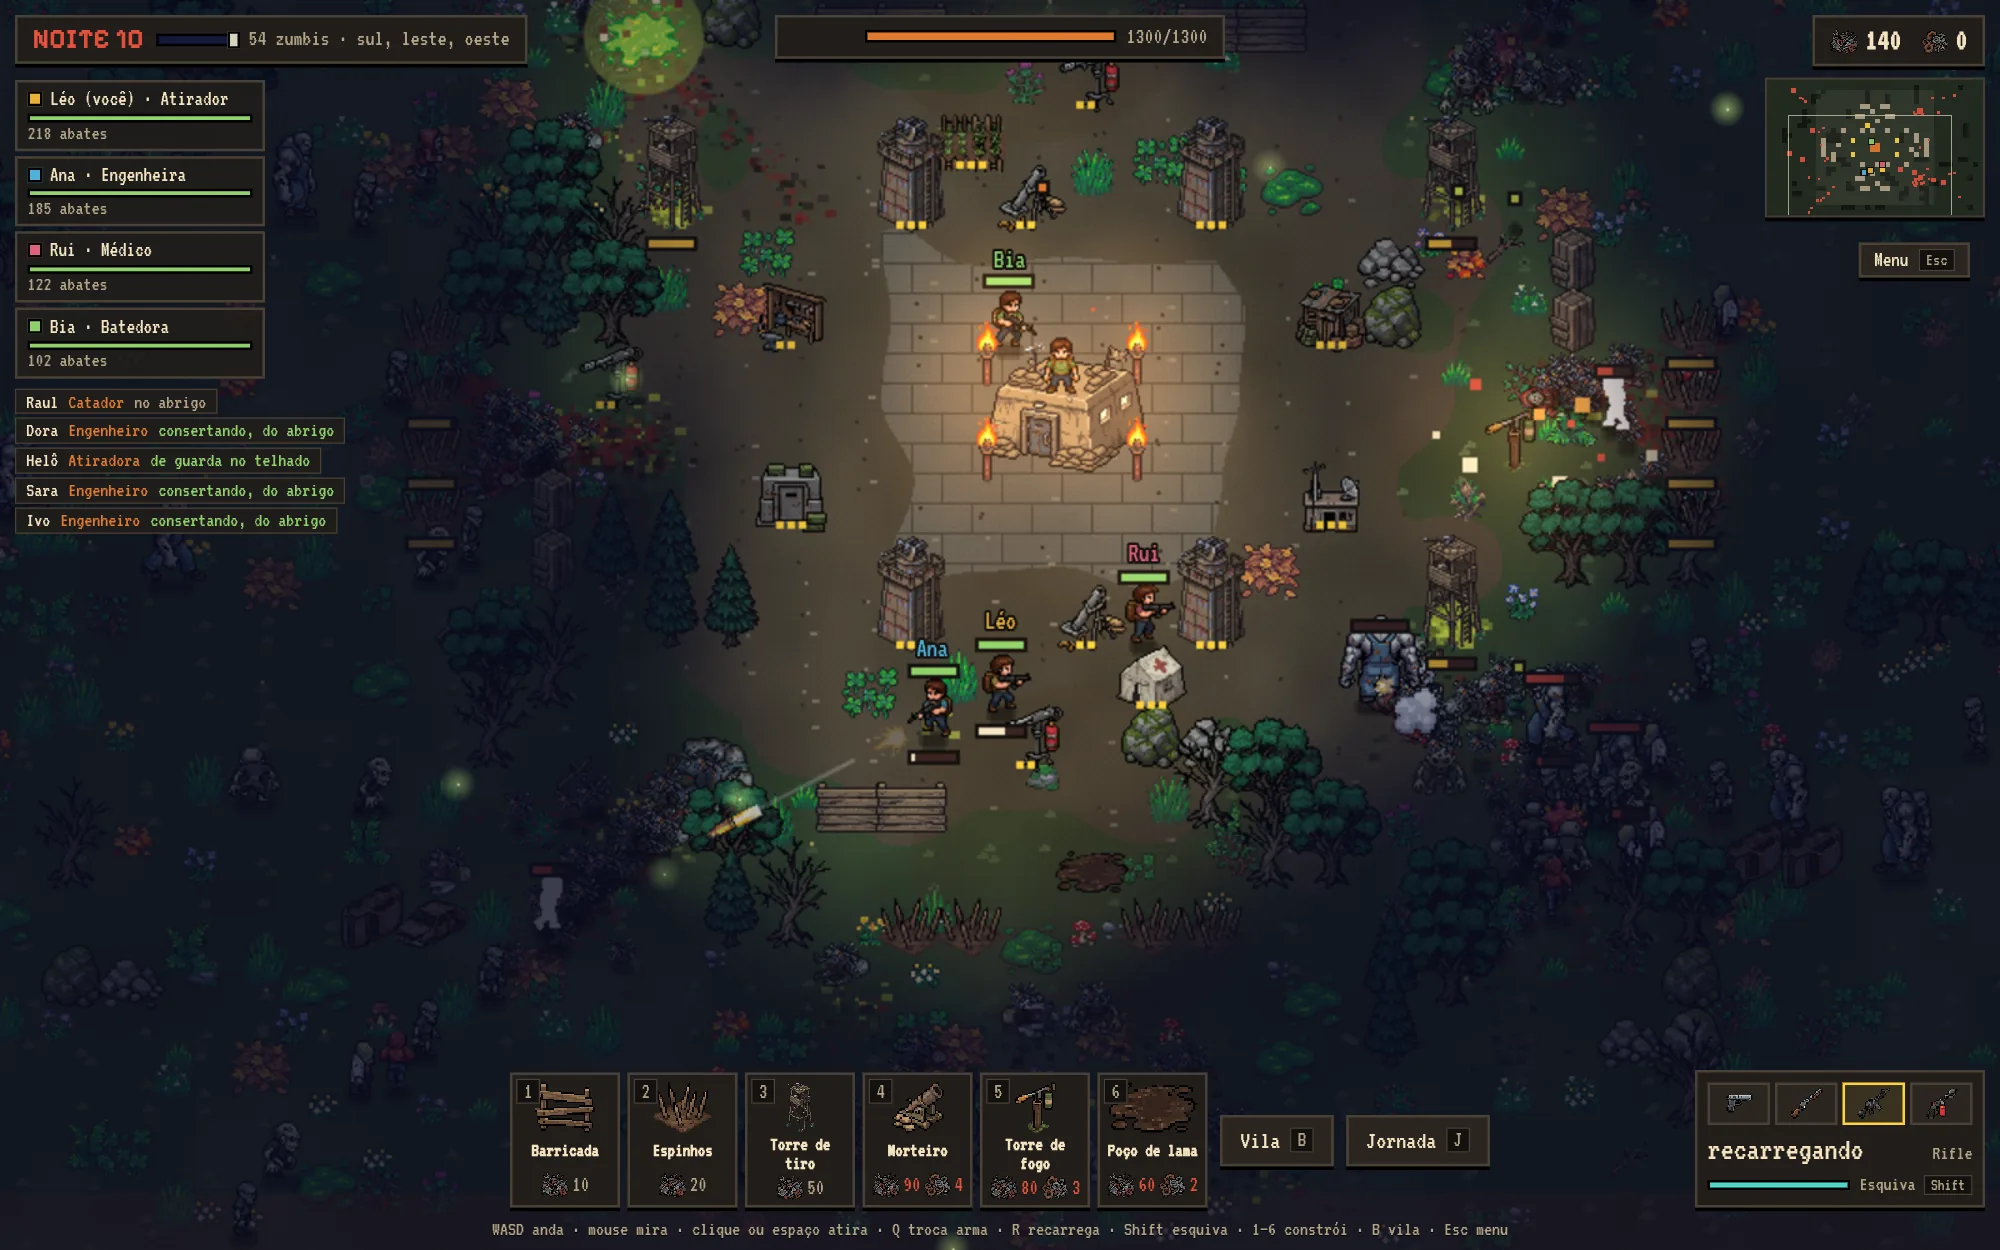 NOITE 10
54 zumbis · sul, leste, oeste
1300/1300
140
0
Léo (você) · Atirador
218 abates
Ana · Engenheira
185 abates
Rui · Médico
122 abates
Bia · Batedora
102 abates
Raul Catador no abrigo
Dora Engenheiro consertando, do abrigo
Helô Atiradora de guarda no telhado
Sara Engenheiro consertando, do abrigo
Ivo Engenheiro consertando, do abrigo
Menu Esc
Bia
Rui
Léo
Ana
1
Barricada
10
2
Espinhos
20
3
Torre de
tiro
50
4
Morteiro
90 4
5
Torre de
fogo
80 3
6
Poço de lama
60 2
Vila B
Jornada J
recarregando
Rifle
Esquiva Shift
WASD anda · mouse mira · clique ou espaço atira · Q troca arma · R recarrega · Shift esquiva · 1-6 constrói · B vila · Esc menu